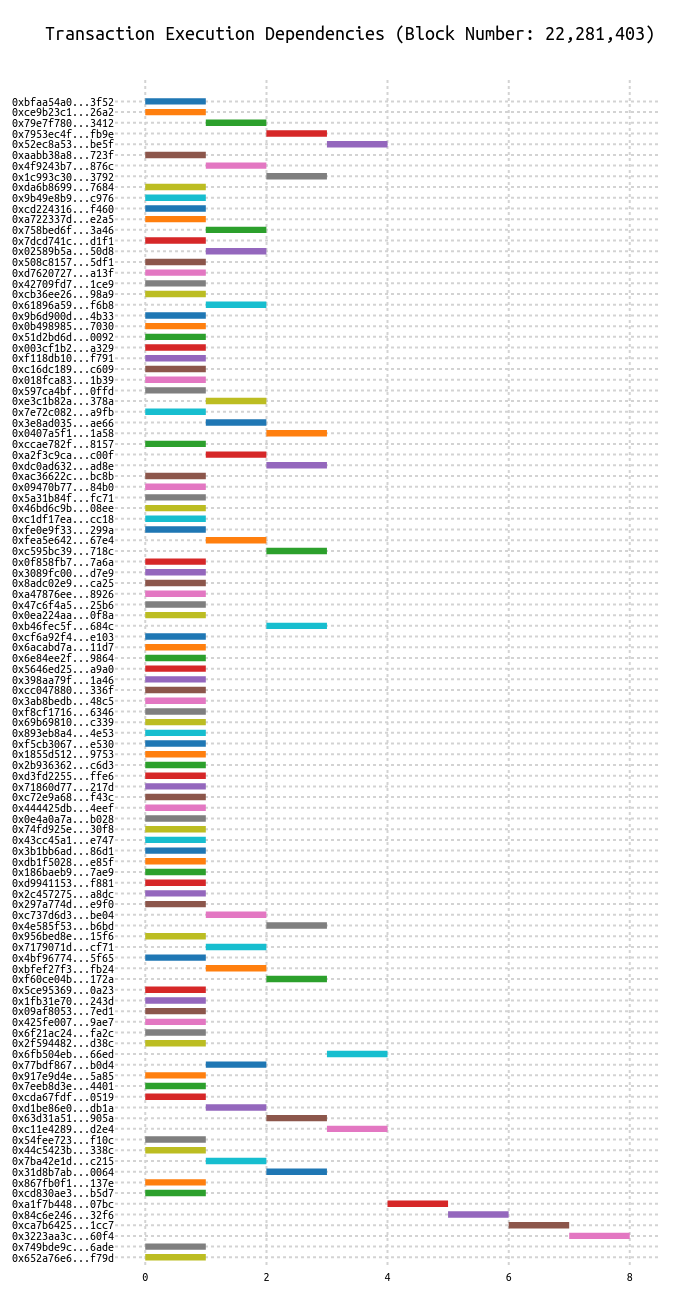 Transaction Execution Dependencies (Block Number: 22,281,403)
0xbfaa54a0...3f52
0xce9b23c1...26a2
0x79e7f780...3412
0x7953ec4f...fb9e
0x52ec8a53...be5f
0xaabb38a8...723f
0x4f9243b7...876c
0x1c993c30...3792
0xda6b8699...7684
0x9b49e8b9...c976
0xcd224316...f460
0xa722337d...e2a5
0x758bed6f...3a46
0x7dcd741c...d1f1
0x02589b5a...50d8
0x508c8157...5df1
0xd7620727...a13f
0x42709fd7...1ce9
0xcb36ee26...98a9
0x61896a59...f6b8
0x9b6d900d...4b33
0x0b498985...7030
0x51d2bd6d...0092
0x003cf1b2...a329
0xf118db10...f791
0xc16dc189...c609
0x018fca83...1b39
0x597ca4bf...0ffd
0xe3c1b82a...378a
0x7e72c082...a9fb
0x3e8ad035...ae66
0x0407a5f1...1a58
0xccae782f...8157
0xa2f3c9ca...c00f
0xdc0ad632...ad8e
0xac36622c...bc8b
0x09470b77...84b0
0x5a31b84f...fc71
0x46bd6c9b...08ee
0xc1df17ea...cc18
0xfe0e9f33...299a
0xfea5e642...67e4
0xc595bc39...718c
0x0f858fb7...7a6a
0x3089fc00...d7e9
0x8adc02e9...ca25
0xa47876ee...8926
0x47c6f4a5...25b6
0x0ea224aa...0f8a
0xb46fec5f...684c
0xcf6a92f4...e103
0x6acabd7a...11d7
0x6e84ee2f...9864
0x5646ed25...a9a0
0x398aa79f...1a46
0xcc047880...336f
0x3ab8bedb...48c5
0xf8cf1716...6346
0x69b69810...c339
0x893eb8a4...4e53
0xf5cb3067...e530
0x1855d512...9753
0x2b936362...c6d3
0xd3fd2255...ffe6
0x71860d77...217d
0xc72e9a68...f43c
0x444425db...4eef
0x0e4a0a7a...b028
0x74fd925e...30f8
0x43cc45a1...e747
0x3b1bb6ad...86d1
0xdb1f5028...e85f
0x186baeb9...7ae9
0xd9941153...f881
0x2c457275...a8dc
0x297a774d...e9f0
0xc737d6d3...be04
0x4e585f53...b6bd
0x956bed8e...15f6
0x7179071d...cf71
0x4bf96774...5f65
0xbfef27f3...fb24
0xf60ce04b...172a
0x5ce95369...0a23
0x1fb31e70...243d
0x09af8053...7ed1
0x425fe007...9ae7
0x6f21ac24...fa2c
0x2f594482...d38c
0x6fb504eb...66ed
0x77bdf867...b0d4
0x917e9d4e...5a85
0x7eeb8d3e...4401
0xcda67fdf...0519
0xd1be86e0...db1a
0x63d31a51...905a
0xc11e4289...d2e4
0x54fee723...f10c
0x44c5423b...338c
0x7ba42e1d...c215
0x31d8b7ab...0064
0x867fb0f1...137e
0xcd830ae3...b5d7
0xa1f7b448...07bc
0x84c6e246...32f6
0xca7b6425...1cc7
0x3223aa3c...60f4
0x749bde9c...6ade
0x652a76e6...f79d
0 2 4 6 8